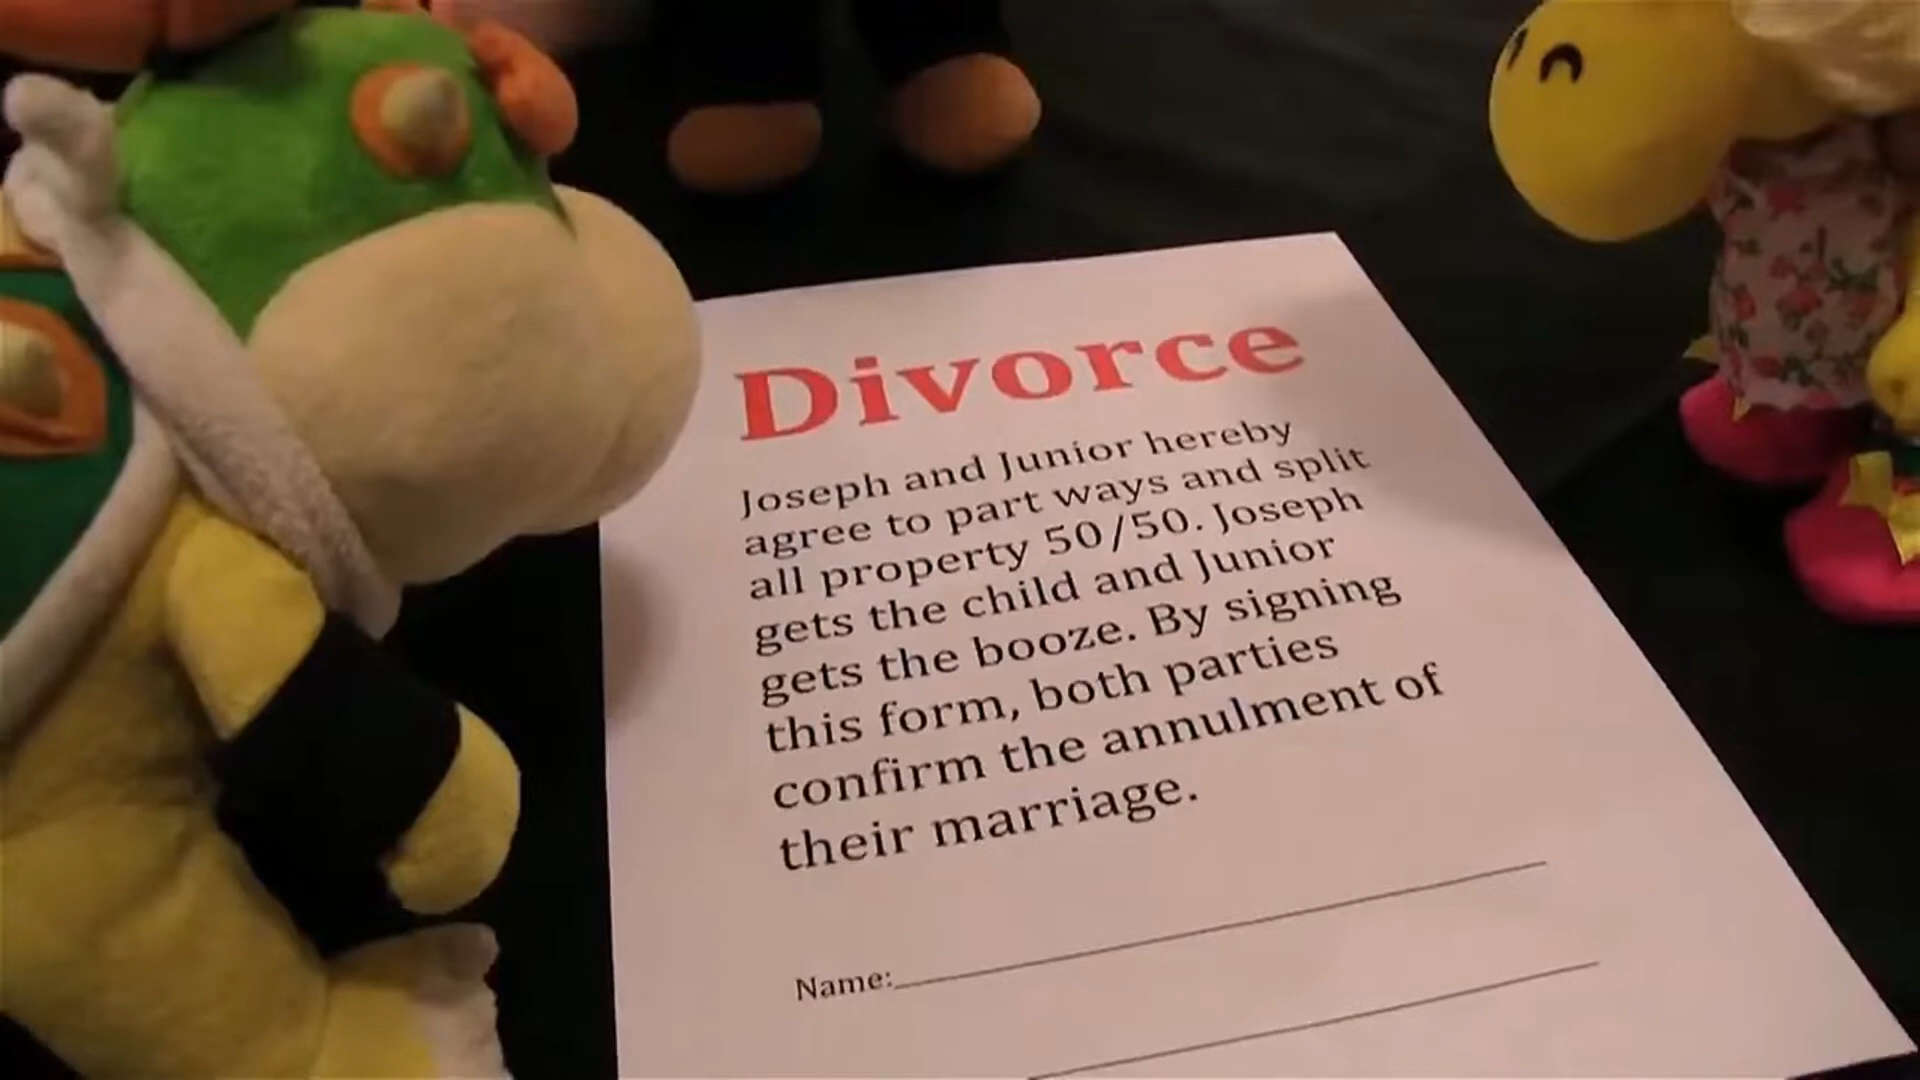 Divorce
Joseph and Junior hereby
agree to part ways and split
all property 50/50. Joseph
gets the child and Junior
gets the booze. By signing
this form, both parties
confirm the annulment of
their marriage.
Name: